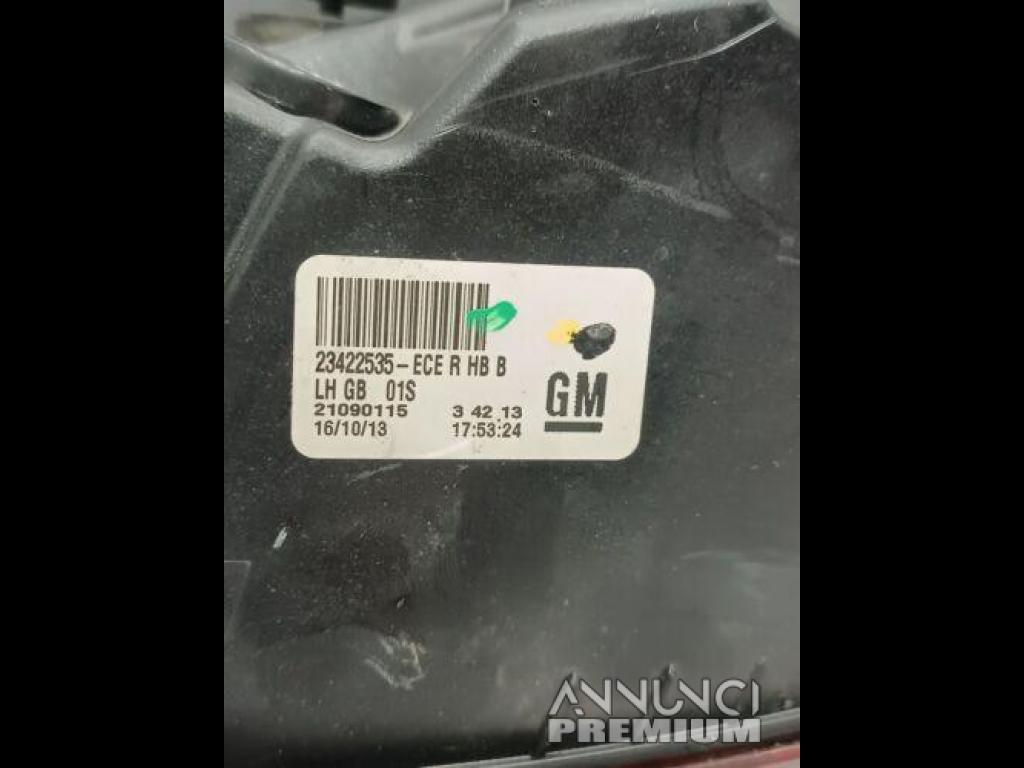 23422535-ECE R HB B
LH GB 01S
21090115 3 42 13
16/10/13 17:53:24
GM
ANNUNCI
PREMIUM